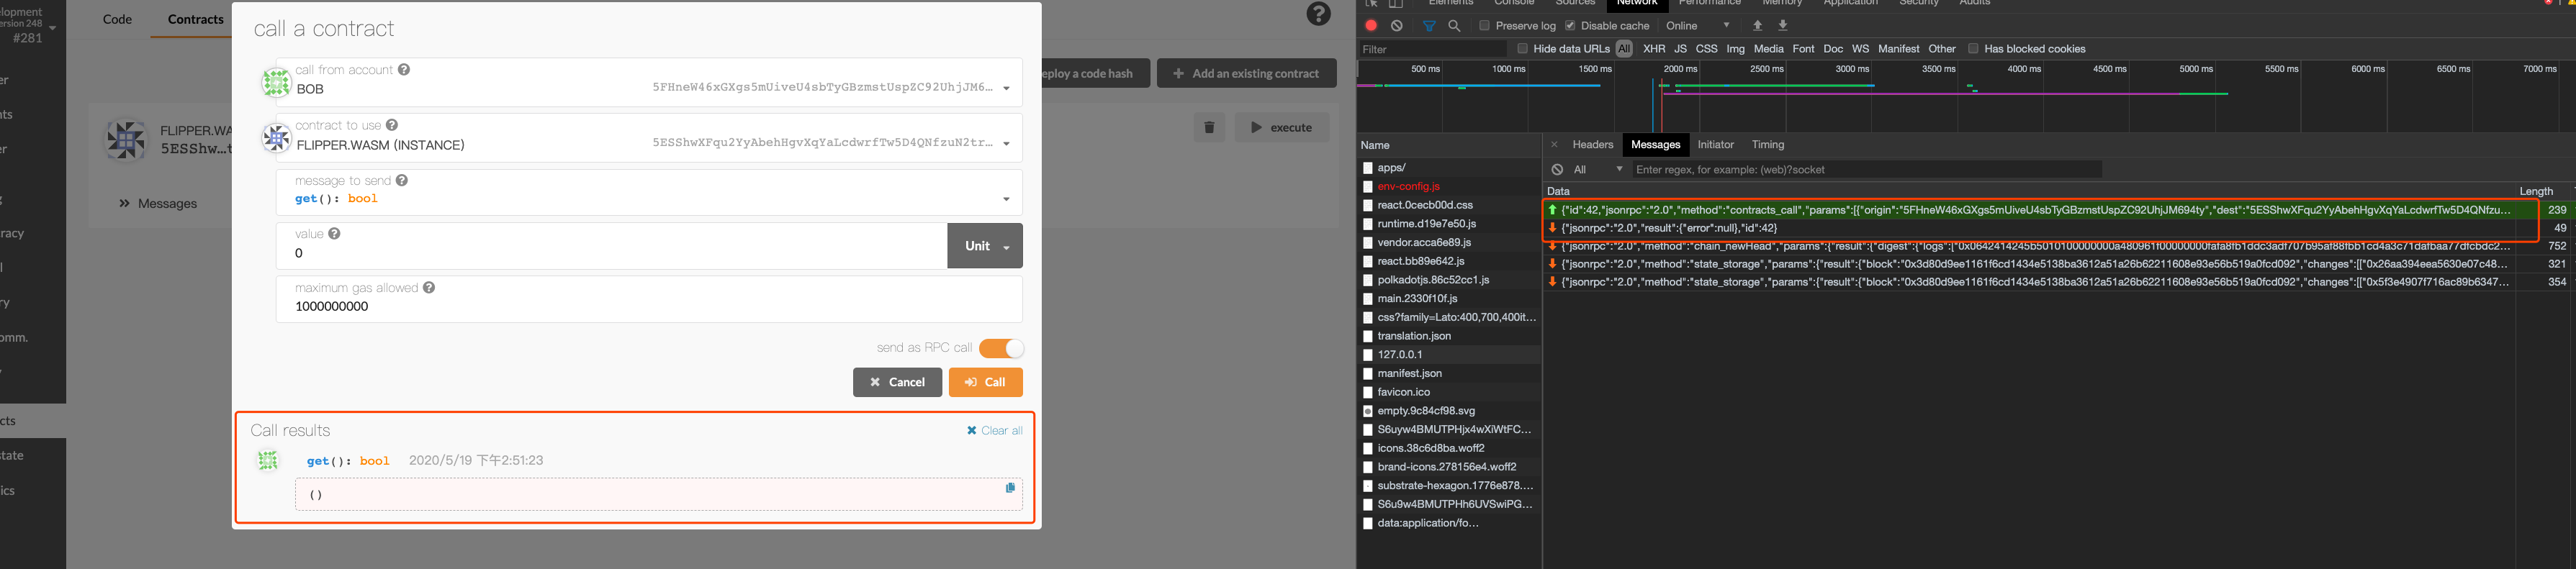 elopment
ersion 248
#281
er
nts
er
g
racy
l
ry
omm.
y
cts
state
ics
Code
Contracts
eploy a code hash
Add an existing contract
FLIPPER.WA
5ESShw...t
execute
Messages
call a contract
call from account
BOB
5FHneW46xGXgs5mUiveU4sbTyGBzmstUspZC92UhjJM6...
contract to use
FLIPPER.WASM (INSTANCE)
5ESShwXFqu2YyAbehHgvXqYaLcdwrfTw5D4QNfzuN2tr...
message to send
get(): bool
value
0
Unit
maximum gas allowed
1000000000
send as RPC call
Cancel
Call
Call results
Clear all
get(): bool 2020/5/19 下午2:51:23
()
Elements Console Sources Network Performance Memory Application Security Audits
Preserve log Disable cache Online
Filter Hide data URLs All XHR JS CSS Img Media Font Doc WS Manifest Other Has blocked cookies
500 ms 1000 ms 1500 ms 2000 ms 2500 ms 3000 ms 3500 ms 4000 ms 4500 ms 5000 ms 5500 ms 6000 ms 6500 ms 7000 ms
Name
apps/
env-config.js
react.0cecb00d.css
runtime.d19e7e50.js
vendor.acca6e89.js
react.bb89e642.js
polkadotjs.86c52cc1.js
main.2330f10f.js
css?family=Lato:400,700,400it...
translation.json
127.0.0.1
manifest.json
favicon.ico
empty.9c84cf98.svg
S6uyw4BMUTPHjx4wXiWtFC...
icons.38c6d8ba.woff2
brand-icons.278156e4.woff2
substrate-hexagon.1776e878....
S6u9w4BMUTPHh6UVSwiPG...
data:application/fo...
Headers Messages Initiator Timing
All Enter regex, for example: (web)?socket
Data Length
{"id":42,"jsonrpc":"2.0","method":"contracts_call","params":[{"origin":"5FHneW46xGXgs5mUiveU4sbTyGBzmstUspZC92UhjJM694ty","dest":"5ESShwXFqu2YyAbehHgvXqYaLcdwrfTw5D4QNfzu... 239
{"jsonrpc":"2.0","result":{"error":null},"id":42} 49
{"jsonrpc":"2.0","method":"chain_newHead","params":{"result":{"digest":{"logs":["0x0642414245b5010100000000a480961f00000000fafa8fb1ddc3adf707b95af88fbb1cd4a3c71dafbaa77dfcbdc2... 752
{"jsonrpc":"2.0","method":"state_storage","params":{"result":{"block":"0x3d80d9ee1161f6cd1434e5138ba3612a51a26b62211608e93e56b519a0fcd092","changes":[["0x26aa394eea5630e07c48... 321
{"jsonrpc":"2.0","method":"state_storage","params":{"result":{"block":"0x3d80d9ee1161f6cd1434e5138ba3612a51a26b62211608e93e56b519a0fcd092","changes":[["0x5f3e4907f716ac89b6347... 354